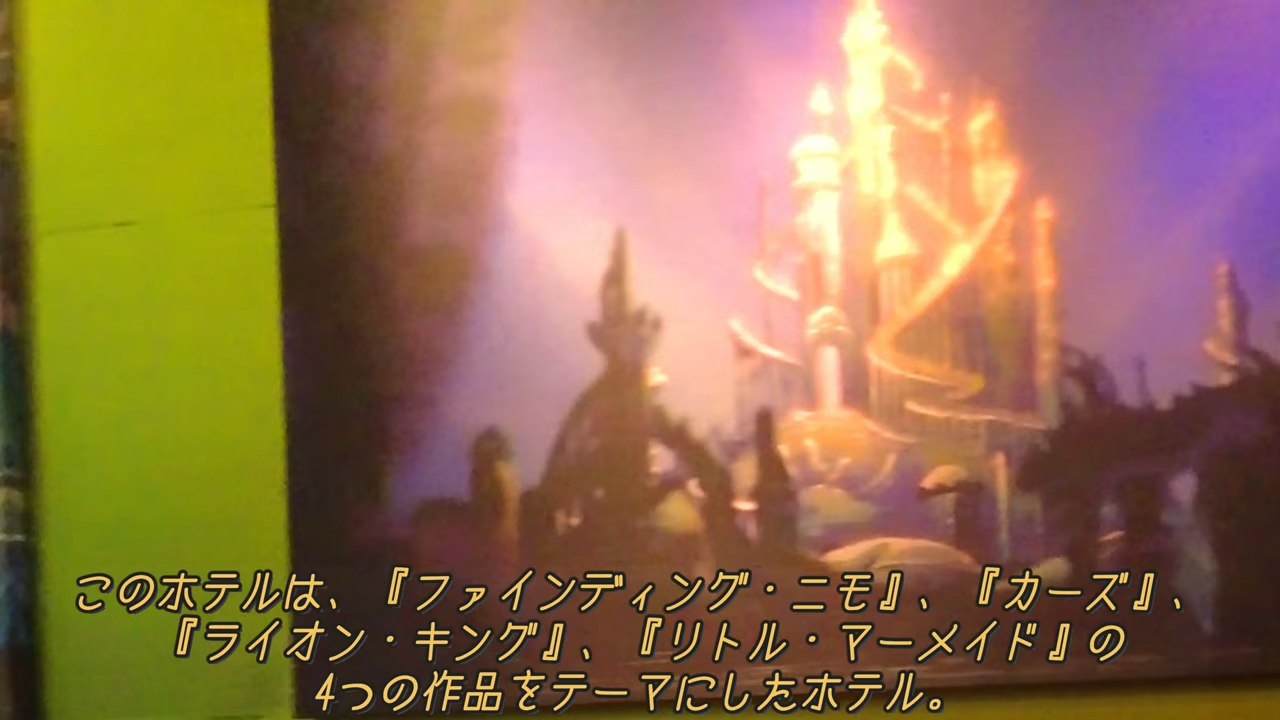 このホテルは、『ファインディング・ニモ』、『カーズ』、
『ライオン・キング』、『リトル・マーメイド』の
4つの作品をテーマにしたホテル。